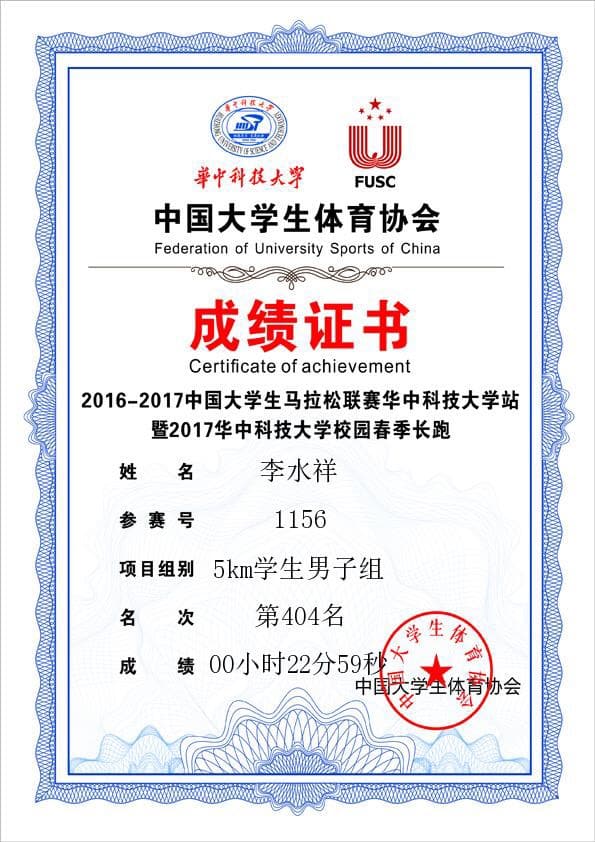 华中科技大学
HUAZHONG UNIVERSITY OF SCIENCE AND TECHNOLOGY
华中科技大学
FUSC
中国大学生体育协会
Federation of University Sports of China
成绩证书
Certificate of achievement
2016-2017中国大学生马拉松联赛华中科技大学站
暨2017华中科技大学校园春季长跑
姓 名 李水祥
参 赛 号 1156
项目组别 5km学生男子组
名 次 第404名
成 绩 00小时22分59秒
中国大学生体育协会
中国大学生体育协会